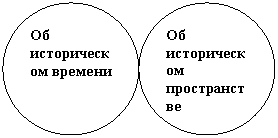 Об
историческ
ом времени
Об
историческ
ом
пространст
ве